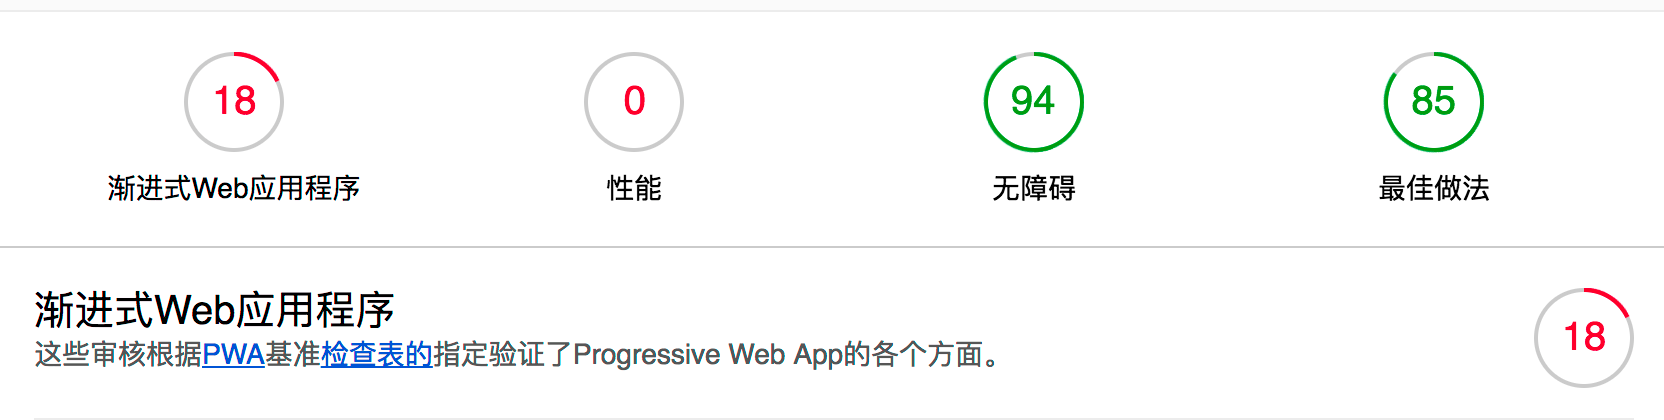 18 0 94 85
渐进式Web应用程序 性能 无障碍 最佳做法
渐进式Web应用程序
这些审核根据PWA基准检查表的指定验证了Progressive Web App的各个方面。
18